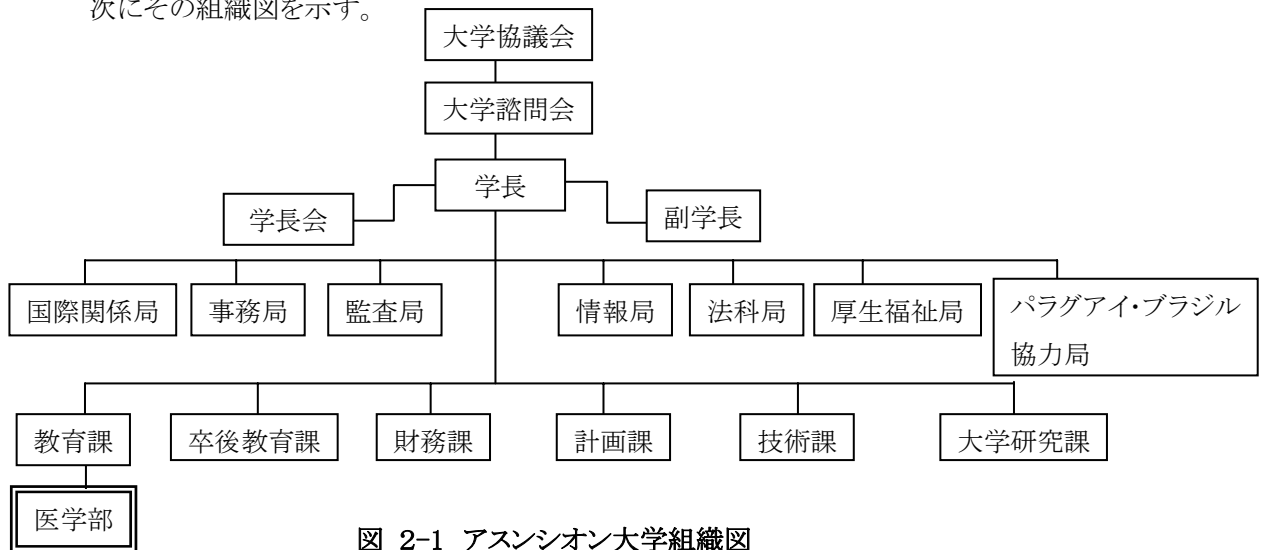 次にその組織図を示す。
大学協議会
大学諮問会
学長
学長会
副学長
国際関係局
事務局
監査局
情報局
法科局
厚生福祉局
パラグアイ・ブラジル
協力局
教育課
卒後教育課
財務課
計画課
技術課
大学研究課
医学部
図 2-1 アスンシオン大学組織図